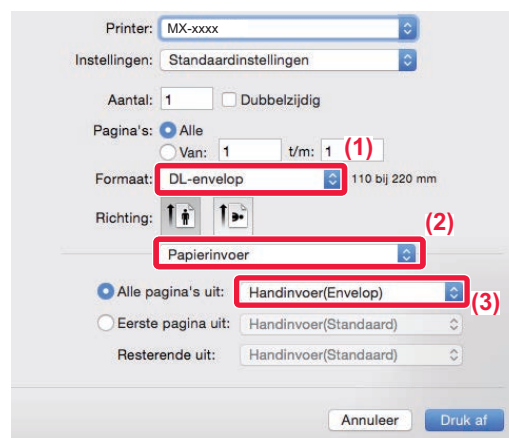 Printer: MX-xxxx
Instellingen: Standaardinstellingen
Aantal: 1 Dubbelzijdig
Pagina's: Alle
Van: 1 t/m: 1 (1)
Formaat: DL-envelop 110 bij 220 mm
Richting:
(2)
Papierinvoer
Alle pagina's uit: Handinvoer(Envelop)
(3)
Eerste pagina uit: Handinvoer(Standaard)
Resterende uit: Handinvoer(Standaard)
Annuleer Druk af